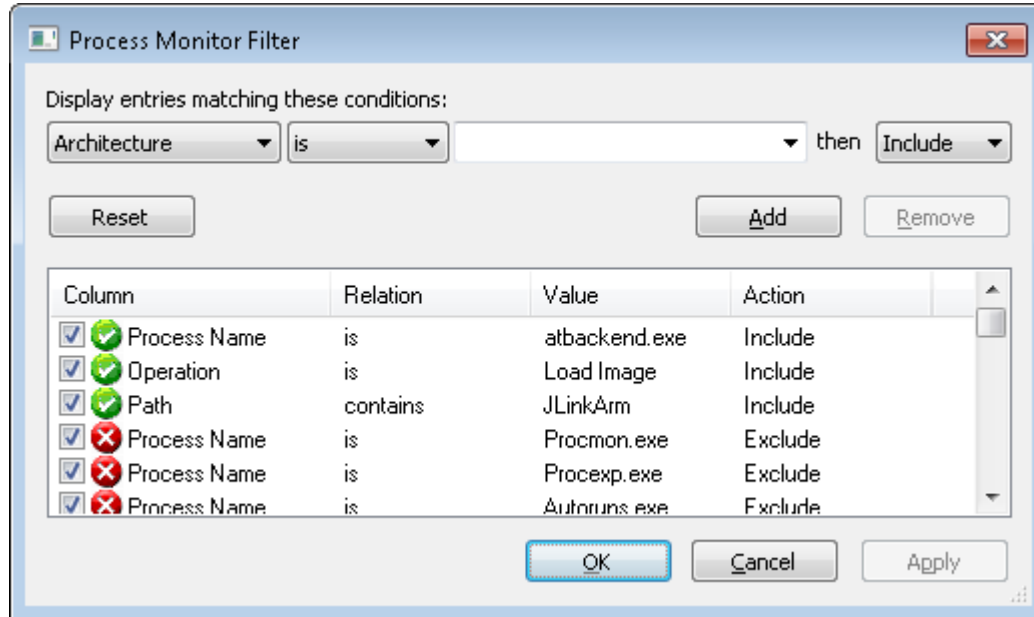 Process Monitor Filter
Display entries matching these conditions:
Architecture is then Include
Reset Add Remove
Column Relation Value Action
Process Name is atbackend.exe Include
Operation is Load Image Include
Path contains JLinkArm Include
Process Name is Procmon.exe Exclude
Process Name is Procexp.exe Exclude
Process Name is Autoruns.exe Exclude
OK Cancel Apply